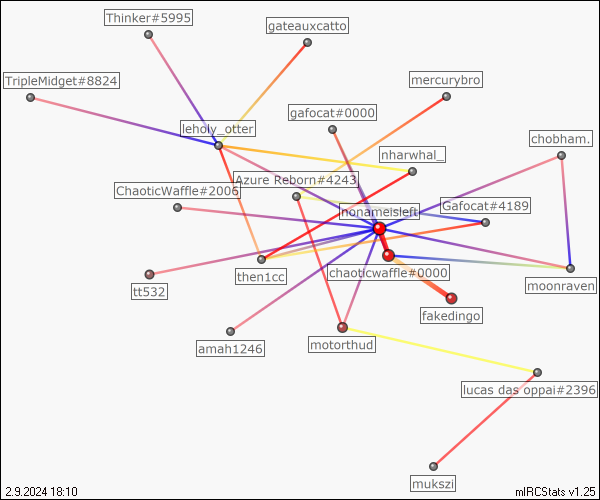 Thinker#5995
gateauxcatto
TripleMidget#8824
mercurybro
gafocat#0000
leholy_otter
chobham.
nharwhal_
Azure Reborn#4243
ChaoticWaffle#2006
Gafocat#4189
nonameisleft
then1cc
chaoticwaffle#0000
moonraven
tt532
fakedingo
motorthud
amah1246
lucas das oppai#2396
mukszi
2.9.2024 18:10
mIRCStats v1.25